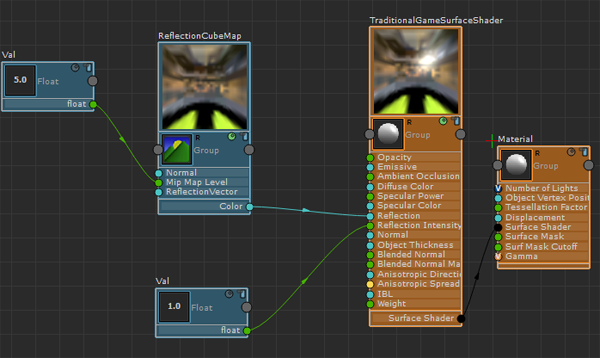 Val
5.0 Float
float
ReflectionCubeMap
R
Group
Normal
Mip Map Level
ReflectionVector
Color
Val
1.0 Float
float
TraditionalGameSurfaceShader
R
Group
Opacity
Emissive
Ambient Occlusion
Diffuse Color
Specular Power
Specular Color
Reflection
Reflection Intensity
Normal
Object Thickness
Blended Normal
Blended Normal Ma
Anisotropic Directi
Anisotropic Spread
IBL
Weight
Surface Shader
Material
R
Group
Number of Lights
Object Vertex Posit
Tessellation Factor
Displacement
Surface Shader
Surface Mask
Surf Mask Cutoff
Gamma